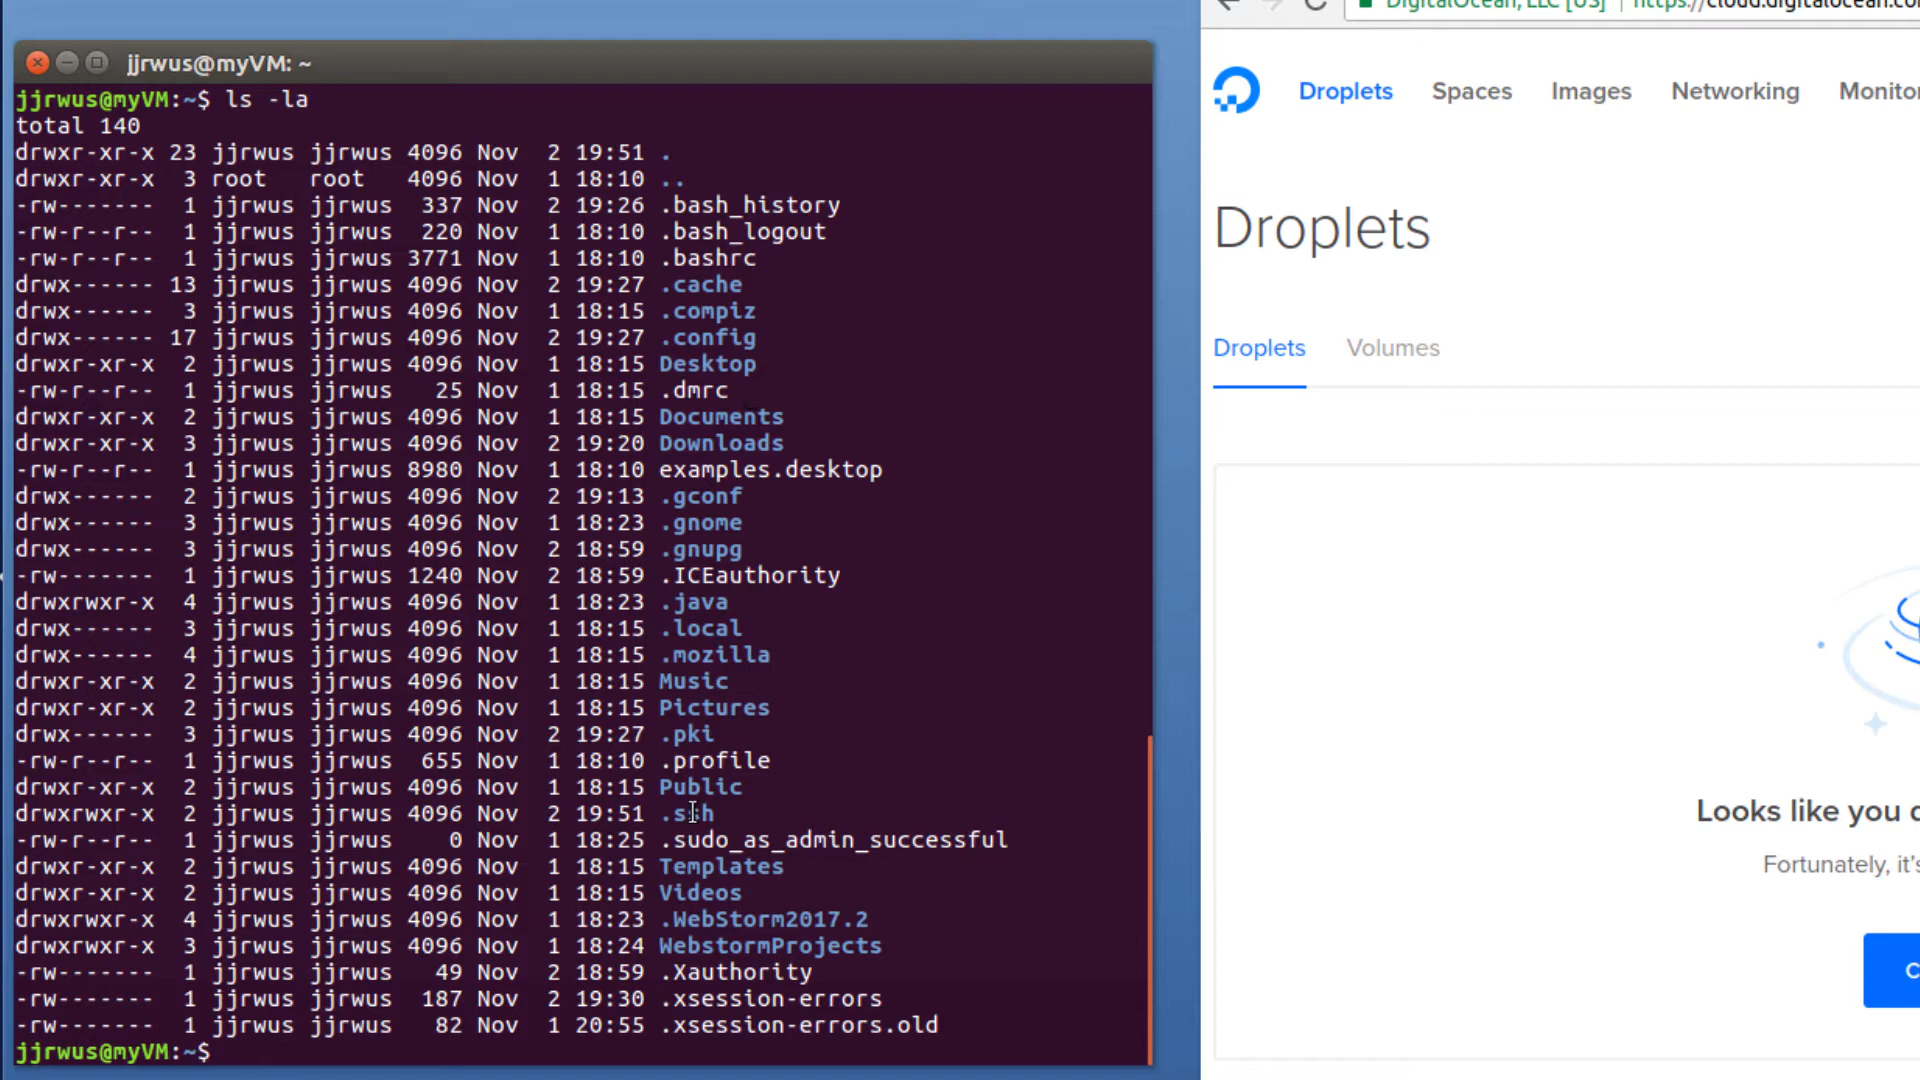 jjrwus@myVM: ~
jjrwus@myVM:~$ ls -la
total 140
drwxr-xr-x 23 jjrwus jjrwus 4096 Nov  2 19:51 .
drwxr-xr-x  3 root   root   4096 Nov  1 18:10 ..
-rw-------  1 jjrwus jjrwus  337 Nov  2 19:26 .bash_history
-rw-r--r--  1 jjrwus jjrwus  220 Nov  1 18:10 .bash_logout
-rw-r--r--  1 jjrwus jjrwus 3771 Nov  1 18:10 .bashrc
drwx------ 13 jjrwus jjrwus 4096 Nov  2 19:27 .cache
drwx------  3 jjrwus jjrwus 4096 Nov  1 18:15 .compiz
drwx------ 17 jjrwus jjrwus 4096 Nov  2 19:27 .config
drwxr-xr-x  2 jjrwus jjrwus 4096 Nov  1 18:15 Desktop
-rw-r--r--  1 jjrwus jjrwus   25 Nov  1 18:15 .dmrc
drwxr-xr-x  2 jjrwus jjrwus 4096 Nov  1 18:15 Documents
drwxr-xr-x  3 jjrwus jjrwus 4096 Nov  2 19:20 Downloads
-rw-r--r--  1 jjrwus jjrwus 8980 Nov  1 18:10 examples.desktop
drwx------  2 jjrwus jjrwus 4096 Nov  2 19:13 .gconf
drwx------  3 jjrwus jjrwus 4096 Nov  1 18:23 .gnome
drwx------  3 jjrwus jjrwus 4096 Nov  2 18:59 .gnupg
-rw-------  1 jjrwus jjrwus 1240 Nov  2 18:59 .ICEauthority
drwxrwxr-x  4 jjrwus jjrwus 4096 Nov  1 18:23 .java
drwx------  3 jjrwus jjrwus 4096 Nov  1 18:15 .local
drwx------  4 jjrwus jjrwus 4096 Nov  1 18:15 .mozilla
drwxr-xr-x  2 jjrwus jjrwus 4096 Nov  1 18:15 Music
drwxr-xr-x  2 jjrwus jjrwus 4096 Nov  1 18:15 Pictures
drwx------  3 jjrwus jjrwus 4096 Nov  2 19:27 .pki
-rw-r--r--  1 jjrwus jjrwus  655 Nov  1 18:10 .profile
drwxr-xr-x  2 jjrwus jjrwus 4096 Nov  1 18:15 Public
drwxrwxr-x  2 jjrwus jjrwus 4096 Nov  2 19:51 .ssh
-rw-r--r--  1 jjrwus jjrwus    0 Nov  1 18:25 .sudo_as_admin_successful
drwxr-xr-x  2 jjrwus jjrwus 4096 Nov  1 18:15 Templates
drwxr-xr-x  2 jjrwus jjrwus 4096 Nov  1 18:15 Videos
drwxrwxr-x  4 jjrwus jjrwus 4096 Nov  1 18:23 .WebStorm2017.2
drwxrwxr-x  3 jjrwus jjrwus 4096 Nov  1 18:24 WebstormProjects
-rw-------  1 jjrwus jjrwus   49 Nov  2 18:59 .Xauthority
-rw-------  1 jjrwus jjrwus  187 Nov  2 19:30 .xsession-errors
-rw-------  1 jjrwus jjrwus   82 Nov  1 20:55 .xsession-errors.old
jjrwus@myVM:~$
DigitalOcean, LLC [US] https://cloud.digitalocean.co
Droplets Spaces Images Networking Monito
Droplets
Droplets Volumes
Looks like you
Fortunately, it's